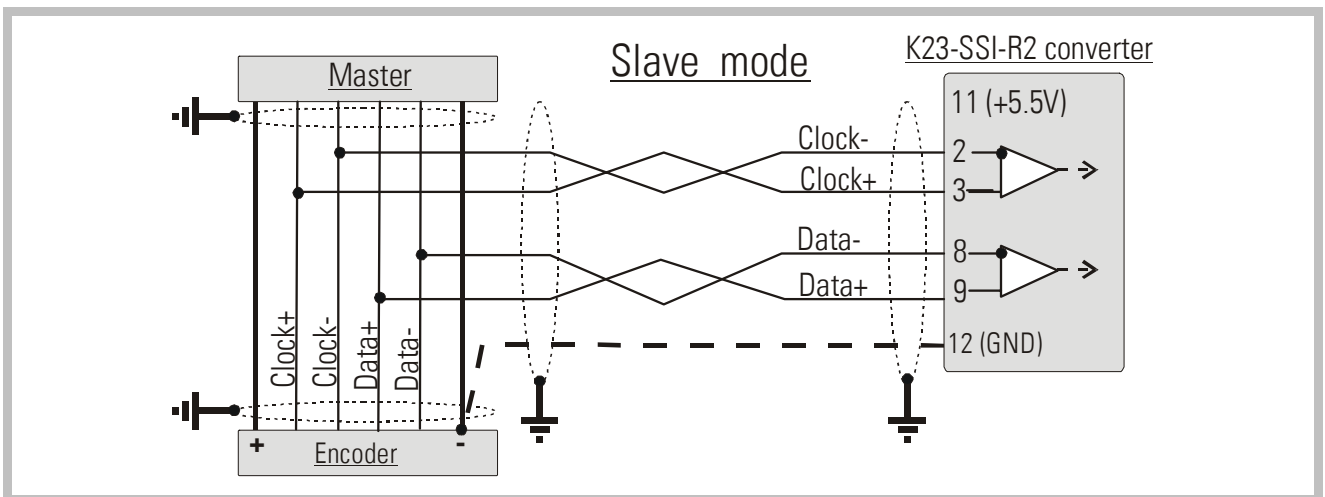 Master
Slave mode
K23-SSI-R2 converter
11 (+5.5V)
Clock-
2
Clock+
3
Data-
8
Data+
9
12 (GND)
Clock+
Clock-
Data+
Data-
+
-
Encoder